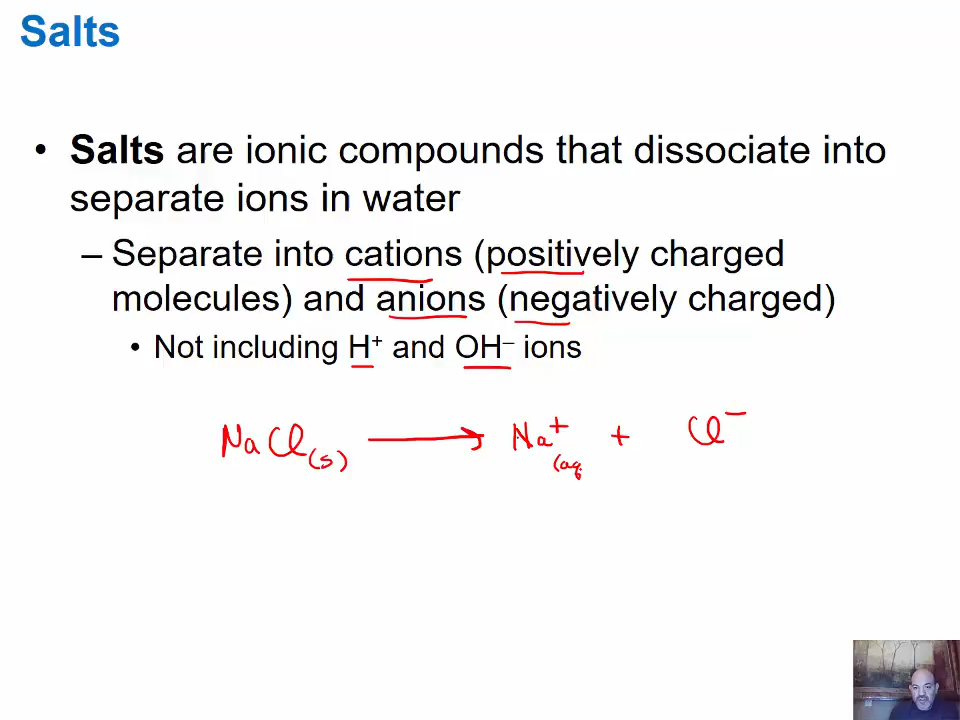 Salts
• Salts are ionic compounds that dissociate into
separate ions in water
– Separate into cations (positively charged
molecules) and anions (negatively charged)
• Not including H⁺ and OH⁻ ions
NaCl(s) → Na⁺(aq + Cl⁻